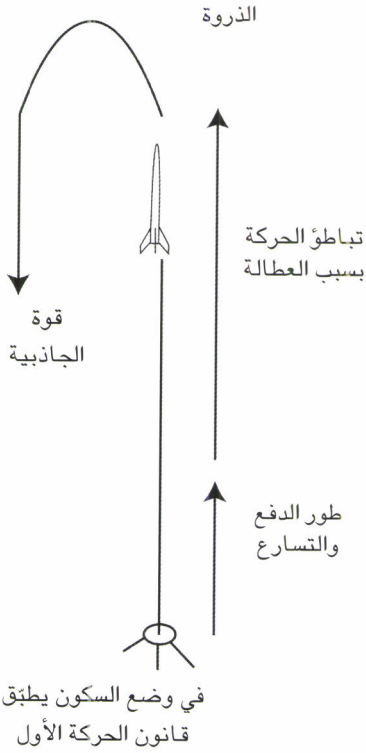 الذروة
تباطؤ الحركة
بسبب العطالة
قوة
الجاذبية
طور الدفع
والتسارع
في وضع السكون يطبّق
قانون الحركة الأول